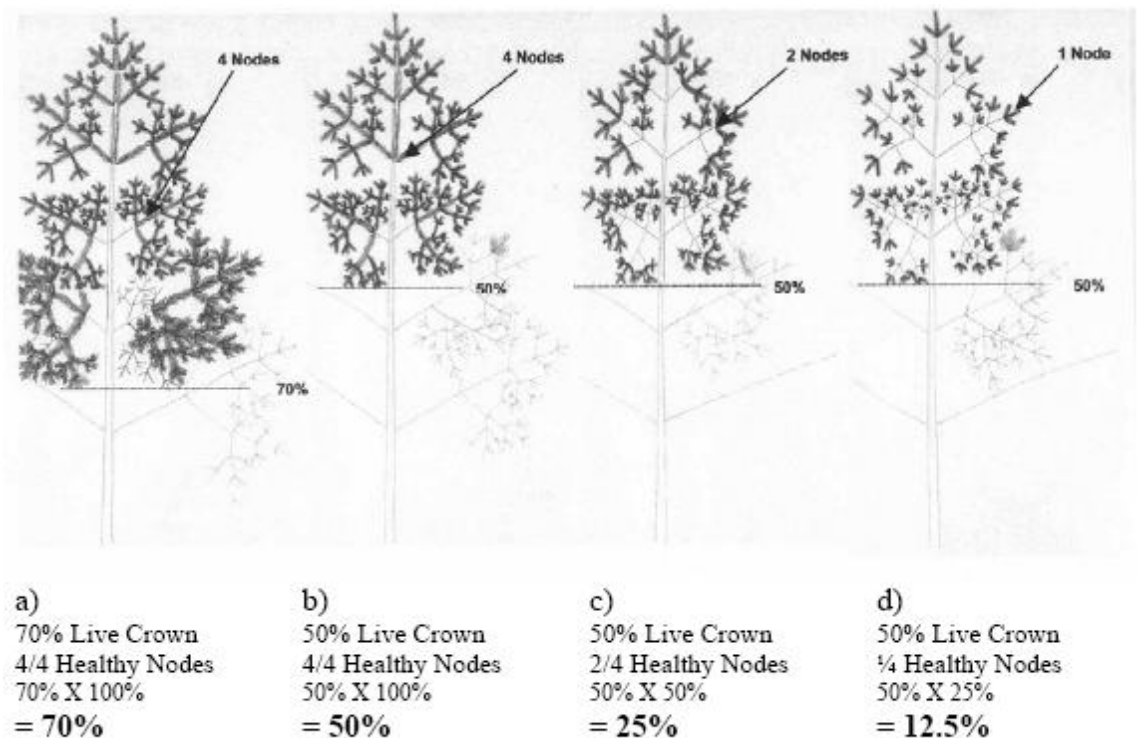 4 Nodes
4 Nodes
2 Nodes
1 Node
70%
50%
50%
50%
a)
70% Live Crown
4/4 Healthy Nodes
70% X 100%
= 70%
b)
50% Live Crown
4/4 Healthy Nodes
50% X 100%
= 50%
c)
50% Live Crown
2/4 Healthy Nodes
50% X 50%
= 25%
d)
50% Live Crown
¼ Healthy Nodes
50% X 25%
= 12.5%